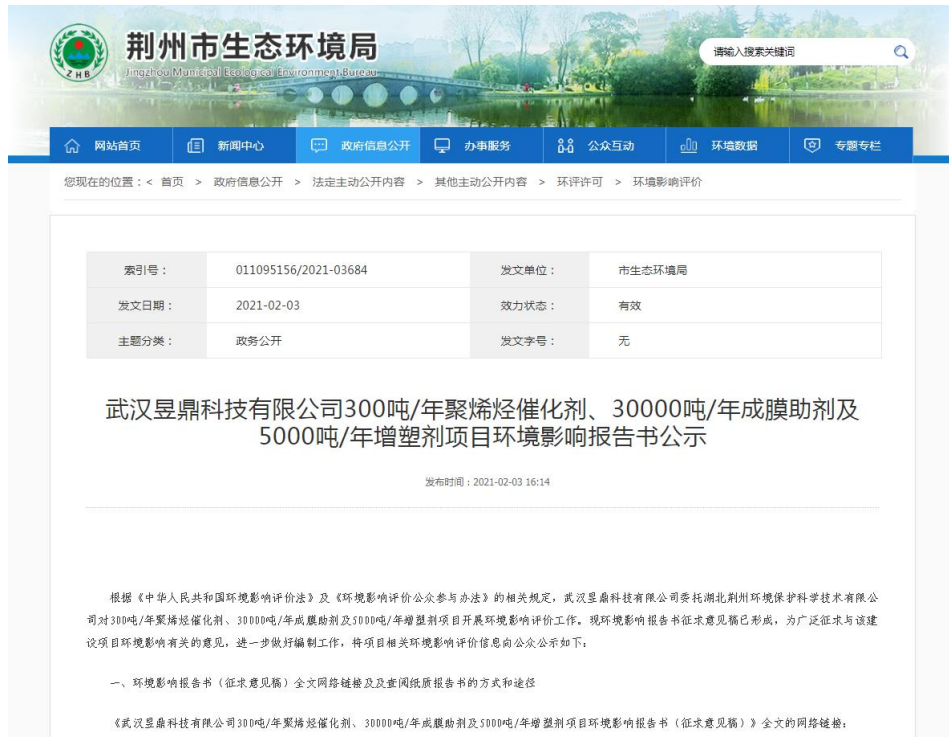 荆州市生态环境局
Jingzhou Municipal Ecological Environment Bureau
ZHB
请输入搜索关键词
网站首页 新闻中心 政府信息公开 办事服务 公众互动 环境数据 专题专栏
您现在的位置：< 首页 > 政府信息公开 > 法定主动公开内容 > 其他主动公开内容 > 环评许可 > 环境影响评价
索引号： 011095156/2021-03684 发文单位： 市生态环境局
发文日期： 2021-02-03 效力状态： 有效
主题分类： 政务公开 发文字号： 无
武汉昱鼎科技有限公司300吨/年聚烯烃催化剂、30000吨/年成膜助剂及
5000吨/年增塑剂项目环境影响报告书公示
发布时间：2021-02-03 16:14
根据《中华人民共和国环境影响评价法》及《环境影响评价公众参与办法》的相关规定，武汉昱鼎科技有限公司委托湖北荆州环境保护科学技术有限公
司对300吨/年聚烯烃催化剂、30000吨/年成膜助剂及5000吨/年增塑剂项目开展环境影响评价工作。现环境影响报告书征求意见稿已形成，为广泛征求与该建
设项目环境影响有关的意见，进一步做好编制工作，将项目相关环境影响评价信息向公众公示如下：
一、环境影响报告书（征求意见稿）全文网络链接及及查阅纸质报告书的方式和途径
《武汉昱鼎科技有限公司300吨/年聚烯烃催化剂、30000吨/年成膜助剂及5000吨/年增塑剂项目环境影响报告书（征求意见稿）》全文的网络链接：